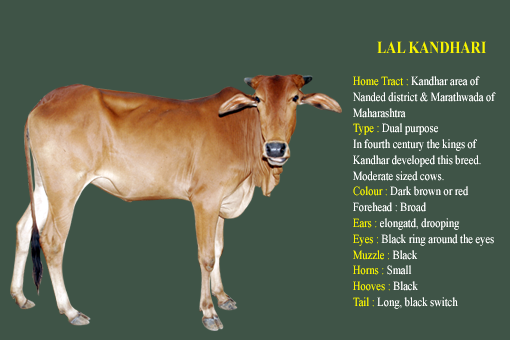 LAL KANDHARI
Home Tract : Kandhar area of
Nanded district & Marathwada of
Maharashtra
Type : Dual purpose
In fourth century the kings of
Kandhar developed this breed.
Moderate sized cows.
Colour : Dark brown or red
Forehead : Broad
Ears : elongatd, drooping
Eyes : Black ring around the eyes
Muzzle : Black
Horns : Small
Hooves : Black
Tail : Long, black switch